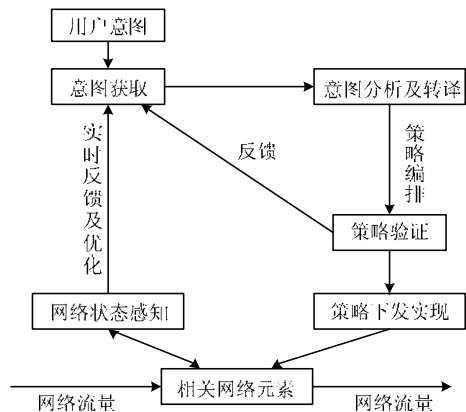 用户意图
意图获取
意图分析及转译
实时反馈及优化
反馈
策略编排
策略验证
网络状态感知
策略下发实现
相关网络元素
网络流量
网络流量